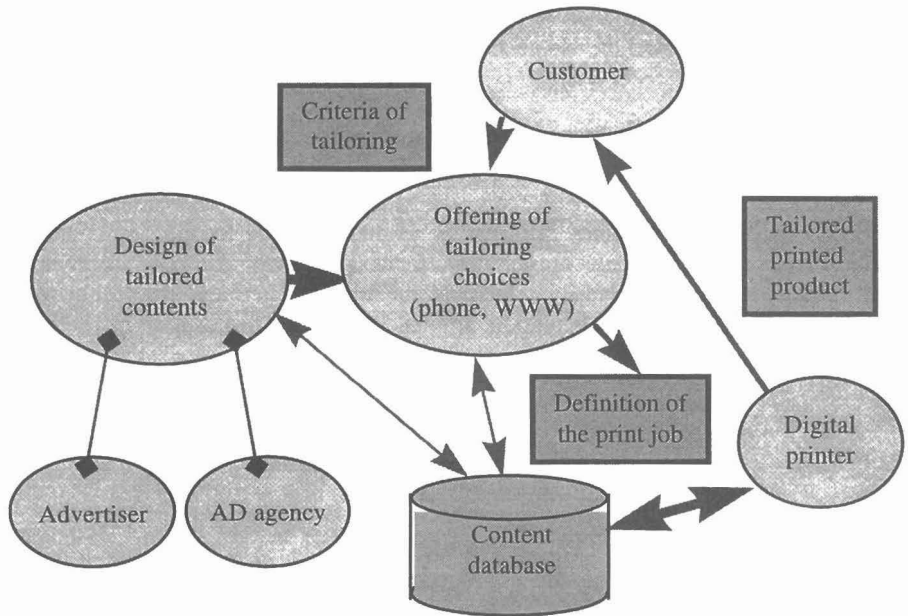 Customer
Criteria of
tailoring
Offering of
tailoring
choices
(phone, WWW)
Design of
tailored
contents
Tailored
printed
product
Definition of
the print job
Digital
printer
Advertiser
AD agency
Content
database